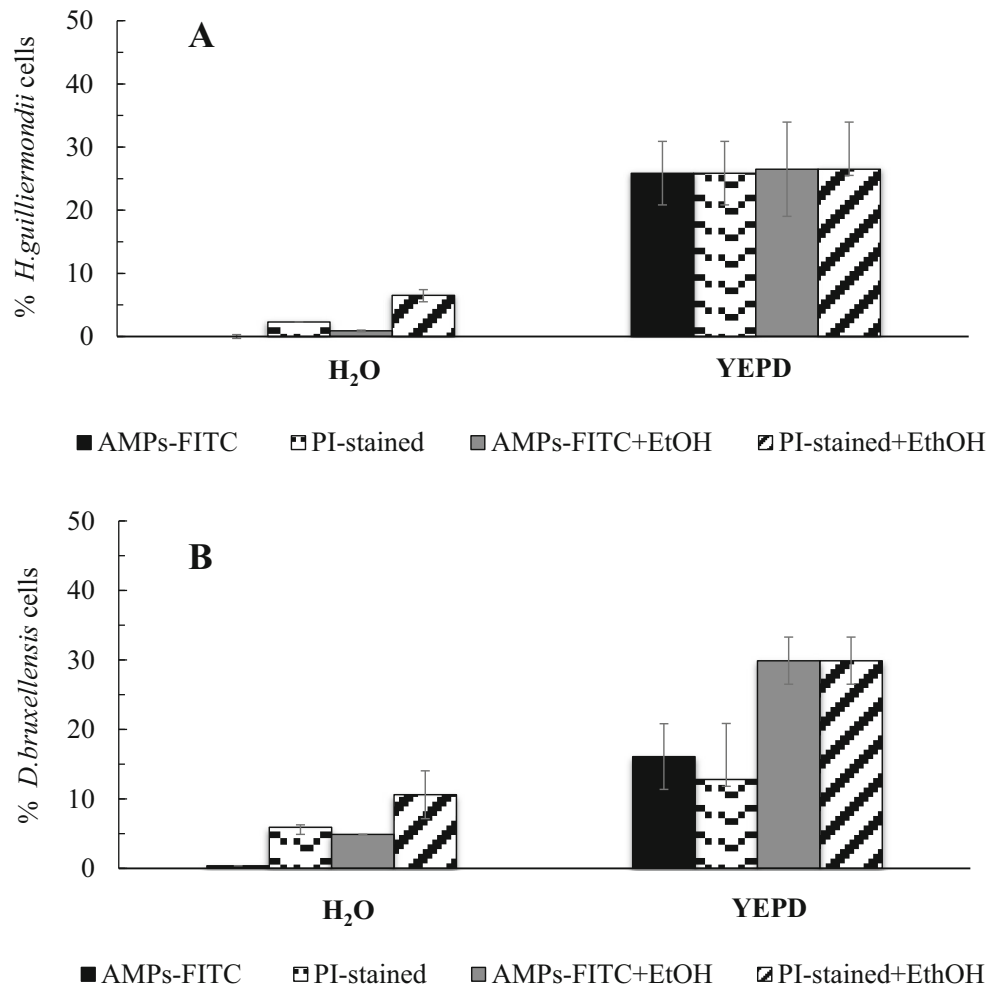 50
A
40
30
20
10
0
% H.guilliermondii cells
H₂O YEPD
AMPs-FITC PI-stained AMPs-FITC+EtOH PI-stained+EthOH
50
B
40
30
20
10
0
% D.bruxellensis cells
H₂O YEPD
AMPs-FITC PI-stained AMPs-FITC+EtOH PI-stained+EthOH